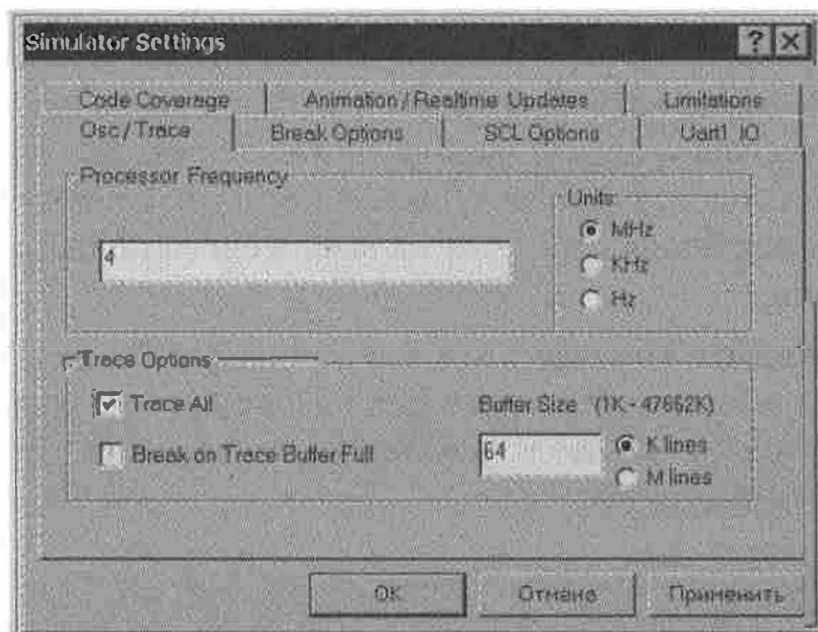 Simulator Settings
Code Coverage Animation / Realtime Updates Limitations
Osc / Trace Break Options SCL Options Uart1 IO
Processor Frequency
Units
4
MHz
KHz
Hz
Trace Options
Trace All
Buffer Size (1K - 47662K)
Break on Trace Buffer Full
64
K lines
M lines
OK Отмена Применить